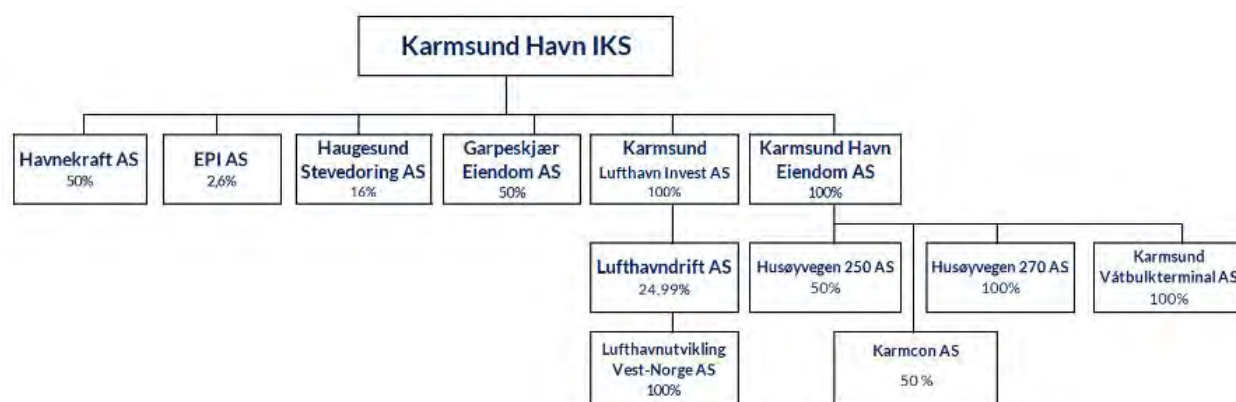 Karmsund Havn IKS
Havnekraft AS
50%
EPI AS
2,6%
Haugesund
Stevedoring AS
16%
Garpeskjær
Eiendom AS
50%
Karmsund
Lufthavn Invest AS
100%
Karmsund Havn
Eiendom AS
100%
Lufthavndrift AS
24,99%
Husøyvegen 250 AS
50%
Husøyvegen 270 AS
100%
Karmsund
Våtbulkterminal AS
100%
Lufthavnutvikling
Vest-Norge AS
100%
Karmcon AS
50 %